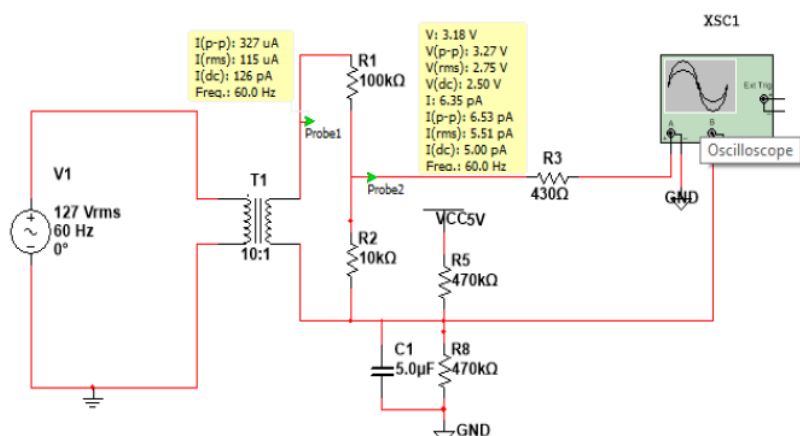 XSC1
I(p-p): 327 uA
I(rms): 115 uA
I(dc): 126 pA
Freq.: 60.0 Hz
V: 3.18 V
V(p-p): 3.27 V
V(rms): 2.75 V
V(dc): 2.50 V
I: 6.35 pA
I(p-p): 6.53 pA
I(rms): 5.51 pA
I(dc): 5.00 pA
Freq.: 60.0 Hz
R1
100kΩ
Ext Trig
A
B
Probe1
Oscilloscope
R3
430Ω
GND
V1
127 Vrms
60 Hz
0°
T1
10:1
Probe2
VCC5V
R2
10kΩ
R5
470kΩ
C1
5.0µF
R8
470kΩ
GND